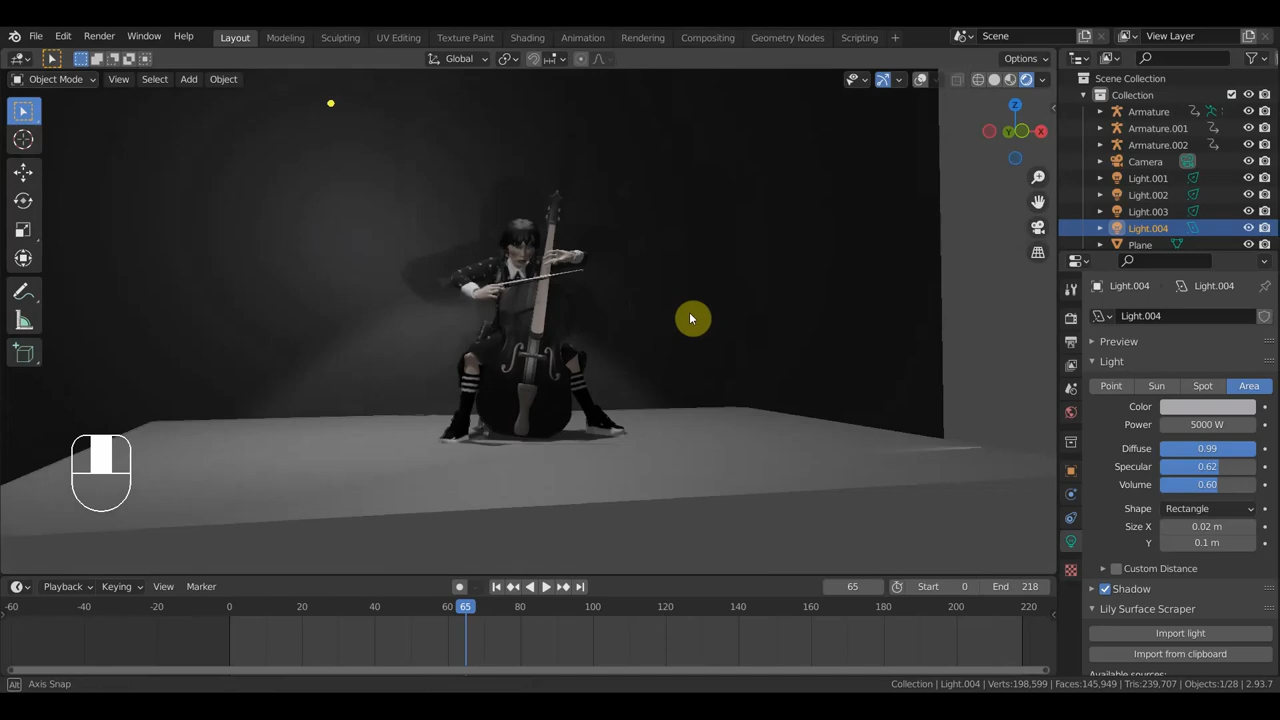 File Edit Render Window Help Layout Modeling Sculpting UV Editing Texture Paint Shading Animation Rendering Compositing Geometry Nodes Scripting + Scene View Layer
Global Options
Object Mode View Select Add Object
Scene Collection
Collection
Armature
Armature.001
Armature.002
Camera
Light.001
Light.002
Light.003
Light.004
Plane
Z
Y X
Light.004 Light.004
Light.004
Preview
Light
Point Sun Spot Area
Color
Power 5000 W
Diffuse 0.99
Specular 0.62
Volume 0.60
Shape Rectangle
Size X 0.02 m
Y 0.1 m
Custom Distance
Shadow
Lily Surface Scraper
Import light
Import from clipboard
Playback Keying View Marker 65 Start 0 End 218
-60 -40 -20 0 20 40 60 65 80 100 120 140 160 180 200 220
Alt Axis Snap Collection | Light.004 | Verts:198,599 | Faces:145,949 | Tris:239,707 | Objects:1/28 | 2.93.7